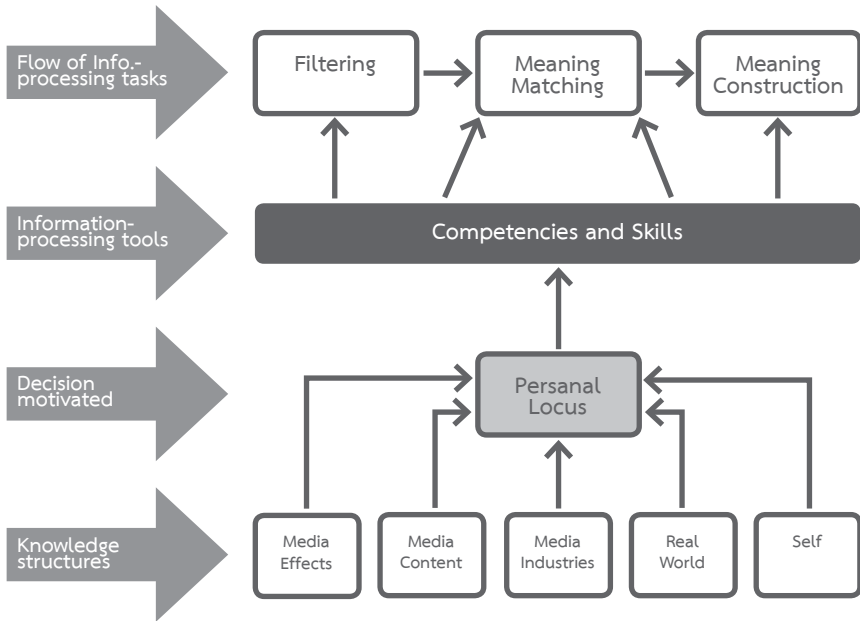 Flow of Info.-
processing tasks
Filtering
Meaning
Matching
Meaning
Construction
Information-
processing tools
Competencies and Skills
Decision
motivated
Persanal
Locus
Knowledge
structures
Media
Effects
Media
Content
Media
Industries
Real
World
Self